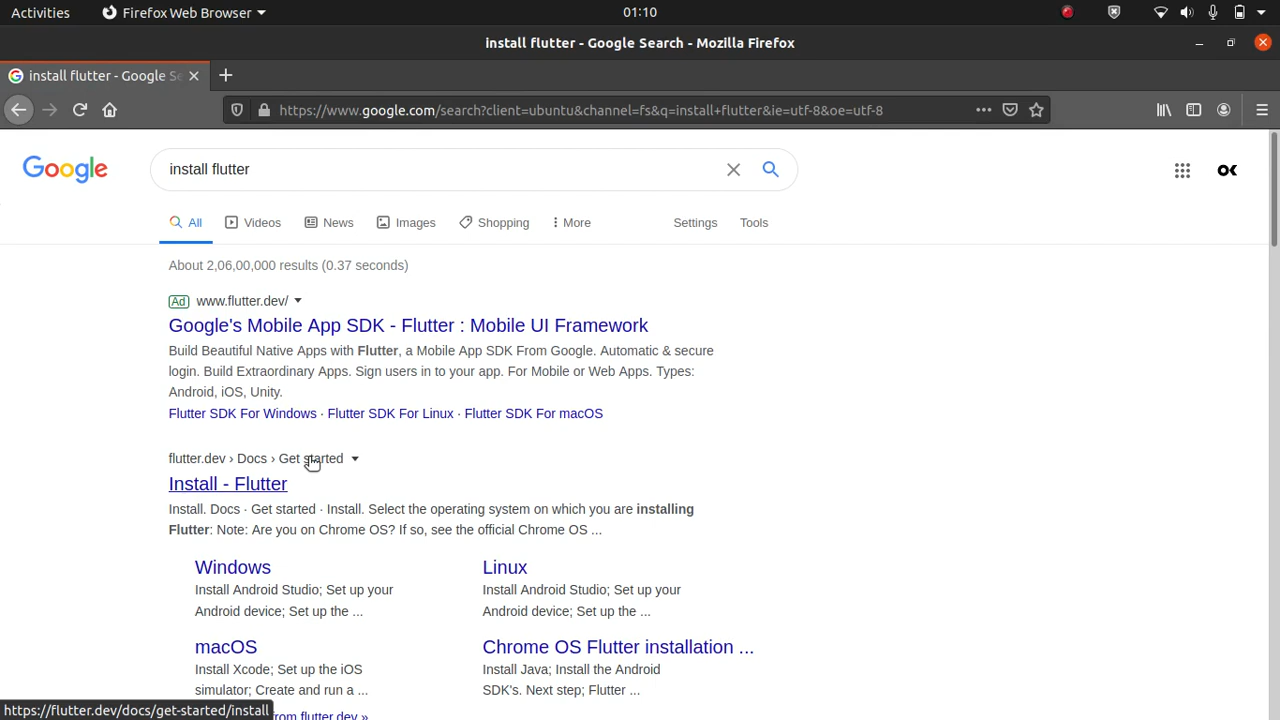 Activities Firefox Web Browser 01:10
install flutter - Google Search - Mozilla Firefox
install flutter - Google Se
https://www.google.com/search?client=ubuntu&channel=fs&q=install+flutter&ie=utf-8&oe=utf-8
Google install flutter OK
All Videos News Images Shopping More Settings Tools
About 2,06,00,000 results (0.37 seconds)
Ad www.flutter.dev/
Google's Mobile App SDK - Flutter : Mobile UI Framework
Build Beautiful Native Apps with Flutter, a Mobile App SDK From Google. Automatic & secure
login. Build Extraordinary Apps. Sign users in to your app. For Mobile or Web Apps. Types:
Android, iOS, Unity.
Flutter SDK For Windows · Flutter SDK For Linux · Flutter SDK For macOS
flutter.dev › Docs › Get started
Install - Flutter
Install. Docs · Get started · Install. Select the operating system on which you are installing
Flutter: Note: Are you on Chrome OS? If so, see the official Chrome OS ...
Windows
Install Android Studio; Set up your
Android device; Set up the ...
Linux
Install Android Studio; Set up your
Android device; Set up the ...
macOS
Install Xcode; Set up the iOS
simulator; Create and run a ...
Chrome OS Flutter installation ...
Install Java; Install the Android
SDK's. Next step; Flutter ...
from flutter.dev »
https://flutter.dev/docs/get-started/install